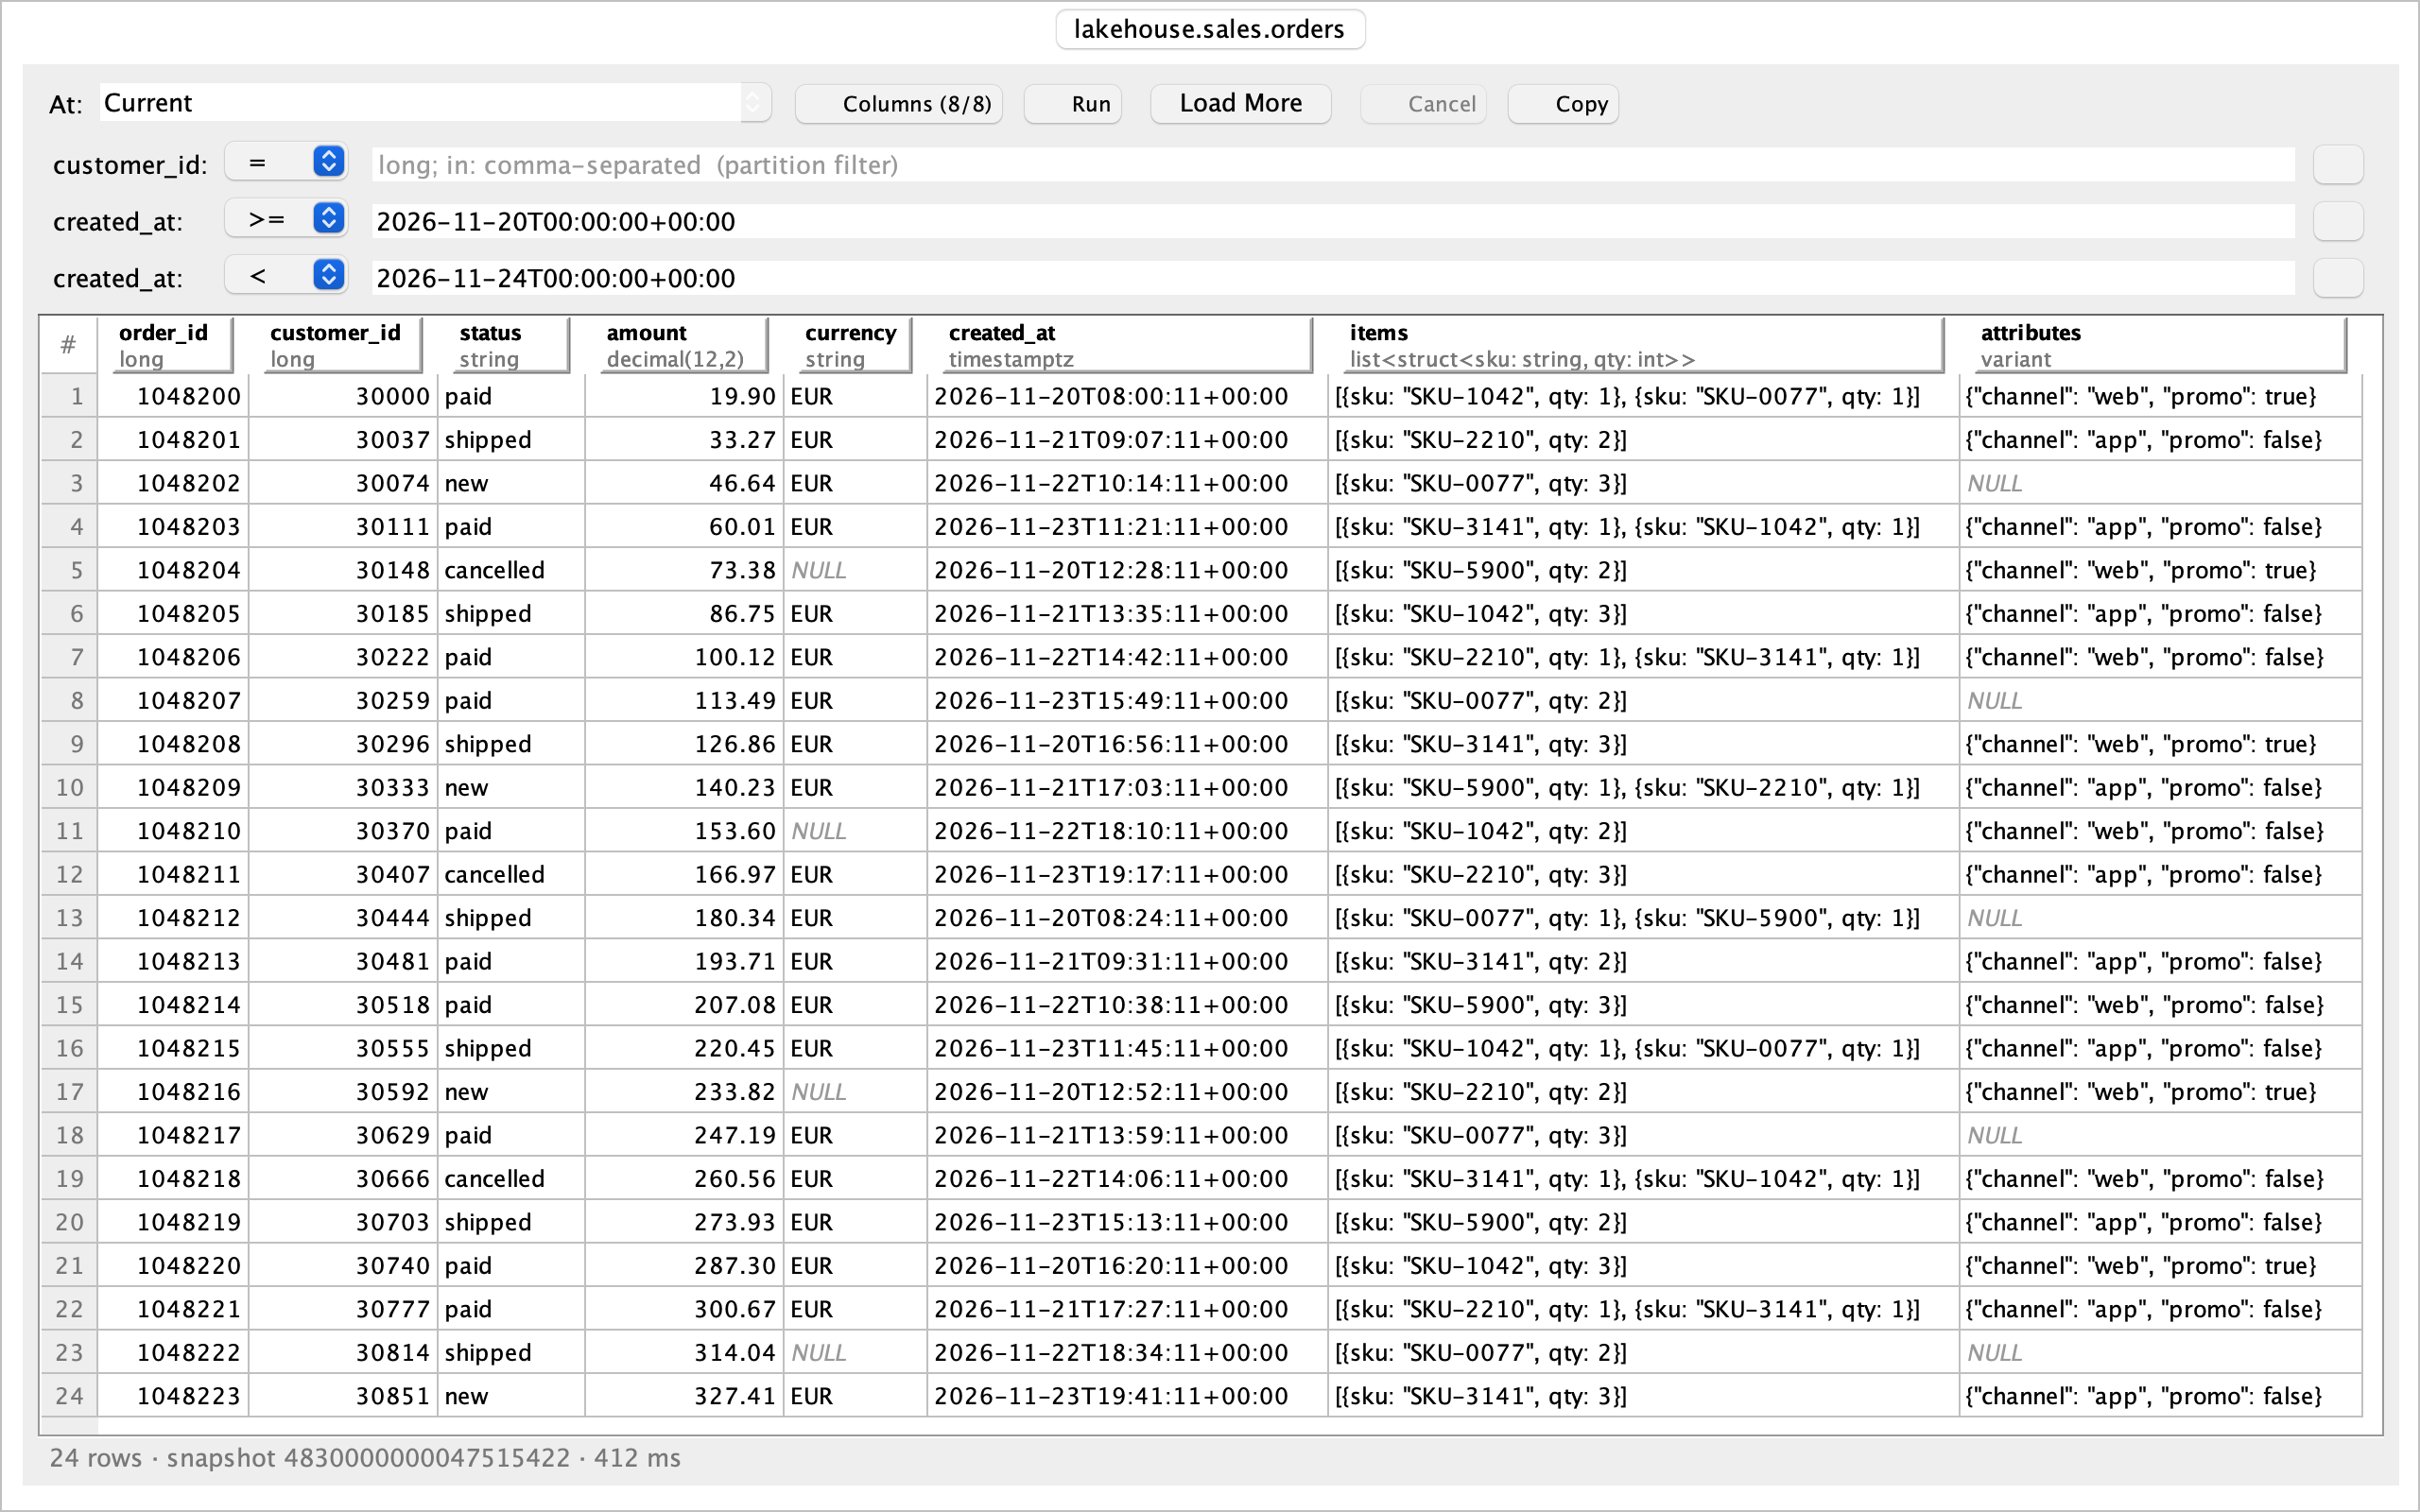 lakehouse.sales.orders
At: Current Columns (8/8) Run Load More Cancel Copy
customer_id: = long; in: comma-separated (partition filter)
created_at: >= 2026-11-20T00:00:00+00:00
created_at: < 2026-11-24T00:00:00+00:00
# order_id customer_id status amount currency created_at items attributes
long long string decimal(12,2) string timestamptz list<struct<sku: string, qty: int>> variant
1 1048200 30000 paid 19.90 EUR 2026-11-20T08:00:11+00:00 [{sku: "SKU-1042", qty: 1}, {sku: "SKU-0077", qty: 1}] {"channel": "web", "promo": true}
2 1048201 30037 shipped 33.27 EUR 2026-11-21T09:07:11+00:00 [{sku: "SKU-2210", qty: 2}] {"channel": "app", "promo": false}
3 1048202 30074 new 46.64 EUR 2026-11-22T10:14:11+00:00 [{sku: "SKU-0077", qty: 3}] NULL
4 1048203 30111 paid 60.01 EUR 2026-11-23T11:21:11+00:00 [{sku: "SKU-3141", qty: 1}, {sku: "SKU-1042", qty: 1}] {"channel": "app", "promo": false}
5 1048204 30148 cancelled 73.38 NULL 2026-11-20T12:28:11+00:00 [{sku: "SKU-5900", qty: 2}] {"channel": "web", "promo": true}
6 1048205 30185 shipped 86.75 EUR 2026-11-21T13:35:11+00:00 [{sku: "SKU-1042", qty: 3}] {"channel": "app", "promo": false}
7 1048206 30222 paid 100.12 EUR 2026-11-22T14:42:11+00:00 [{sku: "SKU-2210", qty: 1}, {sku: "SKU-3141", qty: 1}] {"channel": "web", "promo": false}
8 1048207 30259 paid 113.49 EUR 2026-11-23T15:49:11+00:00 [{sku: "SKU-0077", qty: 2}] NULL
9 1048208 30296 shipped 126.86 EUR 2026-11-20T16:56:11+00:00 [{sku: "SKU-3141", qty: 3}] {"channel": "web", "promo": true}
10 1048209 30333 new 140.23 EUR 2026-11-21T17:03:11+00:00 [{sku: "SKU-5900", qty: 1}, {sku: "SKU-2210", qty: 1}] {"channel": "app", "promo": false}
11 1048210 30370 paid 153.60 NULL 2026-11-22T18:10:11+00:00 [{sku: "SKU-1042", qty: 2}] {"channel": "web", "promo": false}
12 1048211 30407 cancelled 166.97 EUR 2026-11-23T19:17:11+00:00 [{sku: "SKU-2210", qty: 3}] {"channel": "app", "promo": false}
13 1048212 30444 shipped 180.34 EUR 2026-11-20T08:24:11+00:00 [{sku: "SKU-0077", qty: 1}, {sku: "SKU-5900", qty: 1}] NULL
14 1048213 30481 paid 193.71 EUR 2026-11-21T09:31:11+00:00 [{sku: "SKU-3141", qty: 2}] {"channel": "app", "promo": false}
15 1048214 30518 paid 207.08 EUR 2026-11-22T10:38:11+00:00 [{sku: "SKU-5900", qty: 3}] {"channel": "web", "promo": false}
16 1048215 30555 shipped 220.45 EUR 2026-11-23T11:45:11+00:00 [{sku: "SKU-1042", qty: 1}, {sku: "SKU-0077", qty: 1}] {"channel": "app", "promo": false}
17 1048216 30592 new 233.82 NULL 2026-11-20T12:52:11+00:00 [{sku: "SKU-2210", qty: 2}] {"channel": "web", "promo": true}
18 1048217 30629 paid 247.19 EUR 2026-11-21T13:59:11+00:00 [{sku: "SKU-0077", qty: 3}] NULL
19 1048218 30666 cancelled 260.56 EUR 2026-11-22T14:06:11+00:00 [{sku: "SKU-3141", qty: 1}, {sku: "SKU-1042", qty: 1}] {"channel": "web", "promo": false}
20 1048219 30703 shipped 273.93 EUR 2026-11-23T15:13:11+00:00 [{sku: "SKU-5900", qty: 2}] {"channel": "app", "promo": false}
21 1048220 30740 paid 287.30 EUR 2026-11-20T16:20:11+00:00 [{sku: "SKU-1042", qty: 3}] {"channel": "web", "promo": true}
22 1048221 30777 paid 300.67 EUR 2026-11-21T17:27:11+00:00 [{sku: "SKU-2210", qty: 1}, {sku: "SKU-3141", qty: 1}] {"channel": "app", "promo": false}
23 1048222 30814 shipped 314.04 NULL 2026-11-22T18:34:11+00:00 [{sku: "SKU-0077", qty: 2}] NULL
24 1048223 30851 new 327.41 EUR 2026-11-23T19:41:11+00:00 [{sku: "SKU-3141", qty: 3}] {"channel": "app", "promo": false}
24 rows · snapshot 4830000000047515422 · 412 ms